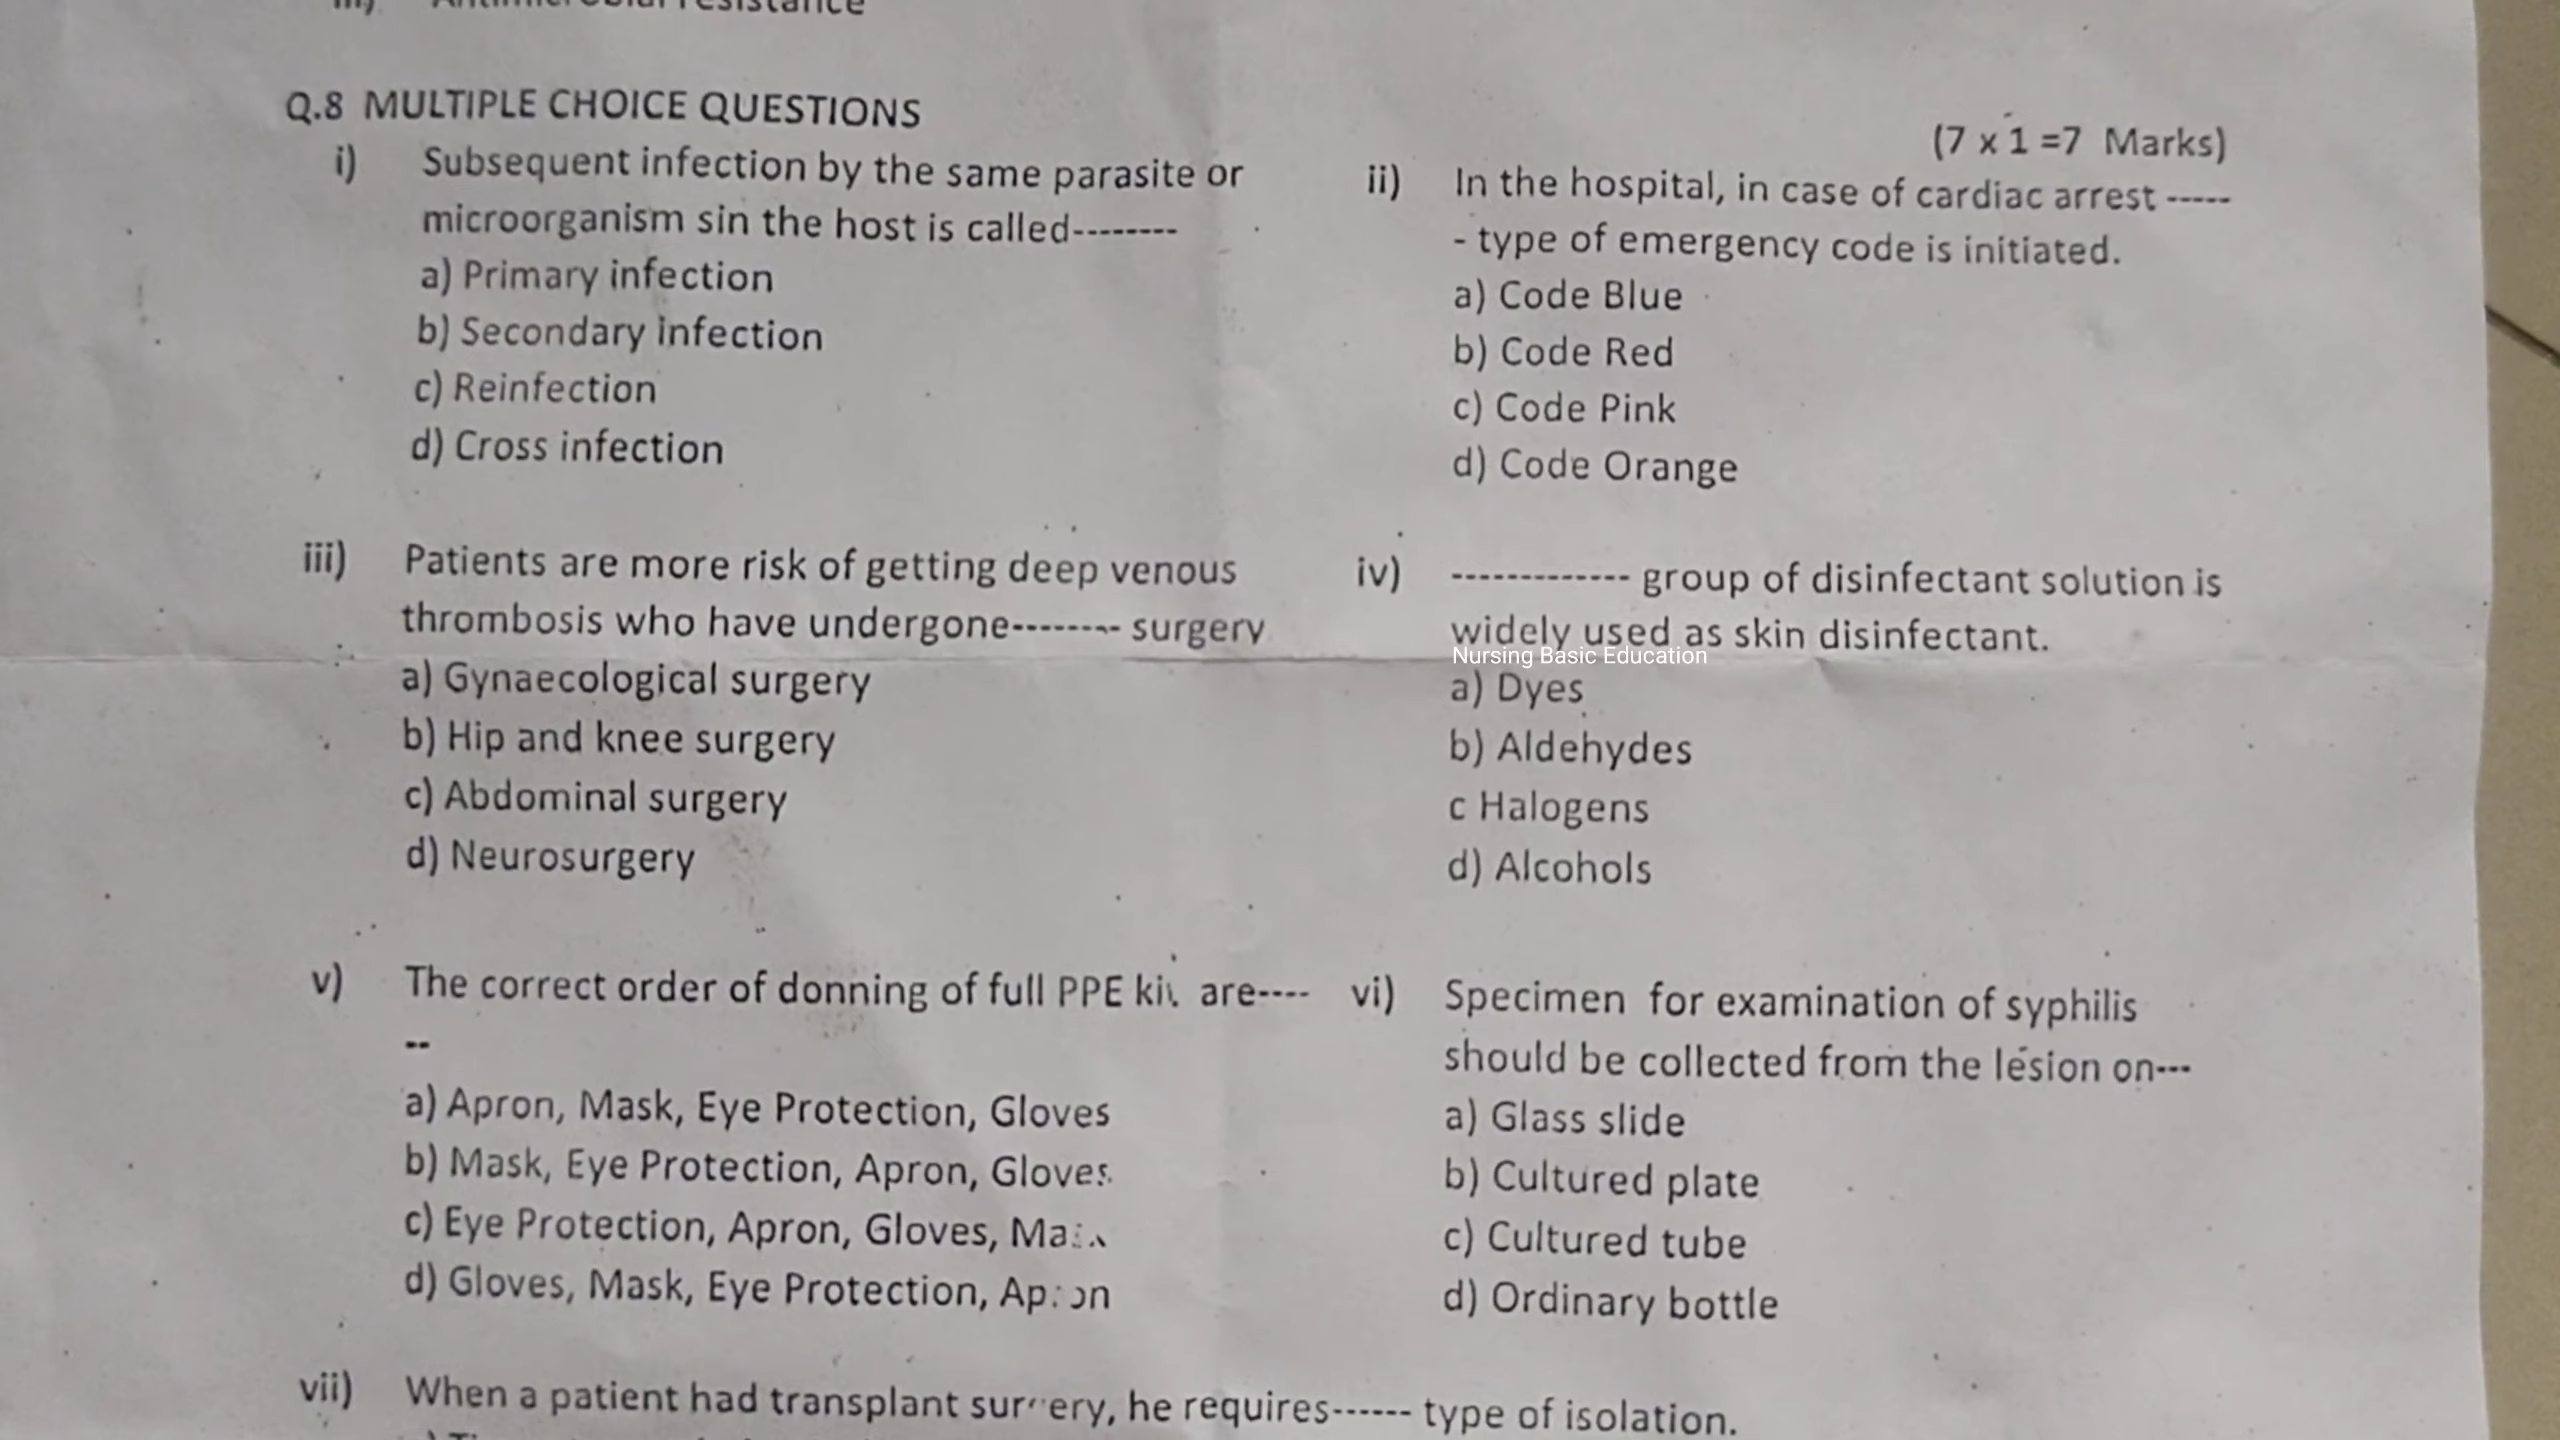 Antimicrobial resistance
Q.8 MULTIPLE CHOICE QUESTIONS
(7 x 1 =7 Marks)
i) Subsequent infection by the same parasite or
microorganism sin the host is called--------
a) Primary infection
b) Secondary infection
c) Reinfection
d) Cross infection
ii) In the hospital, in case of cardiac arrest -----
- type of emergency code is initiated.
a) Code Blue
b) Code Red
c) Code Pink
d) Code Orange
iii) Patients are more risk of getting deep venous
thrombosis who have undergone-------- surgery
a) Gynaecological surgery
b) Hip and knee surgery
c) Abdominal surgery
d) Neurosurgery
iv) ------------- group of disinfectant solution is
widely used as skin disinfectant.
Nursing Basic Education
a) Dyes
b) Aldehydes
c Halogens
d) Alcohols
v) The correct order of donning of full PPE kit are----
--
a) Apron, Mask, Eye Protection, Gloves
b) Mask, Eye Protection, Apron, Gloves
c) Eye Protection, Apron, Gloves, Mask
d) Gloves, Mask, Eye Protection, Apron
vi) Specimen for examination of syphilis
should be collected from the lesion on---
a) Glass slide
b) Cultured plate
c) Cultured tube
d) Ordinary bottle
vii) When a patient had transplant surgery, he requires------ type of isolation.